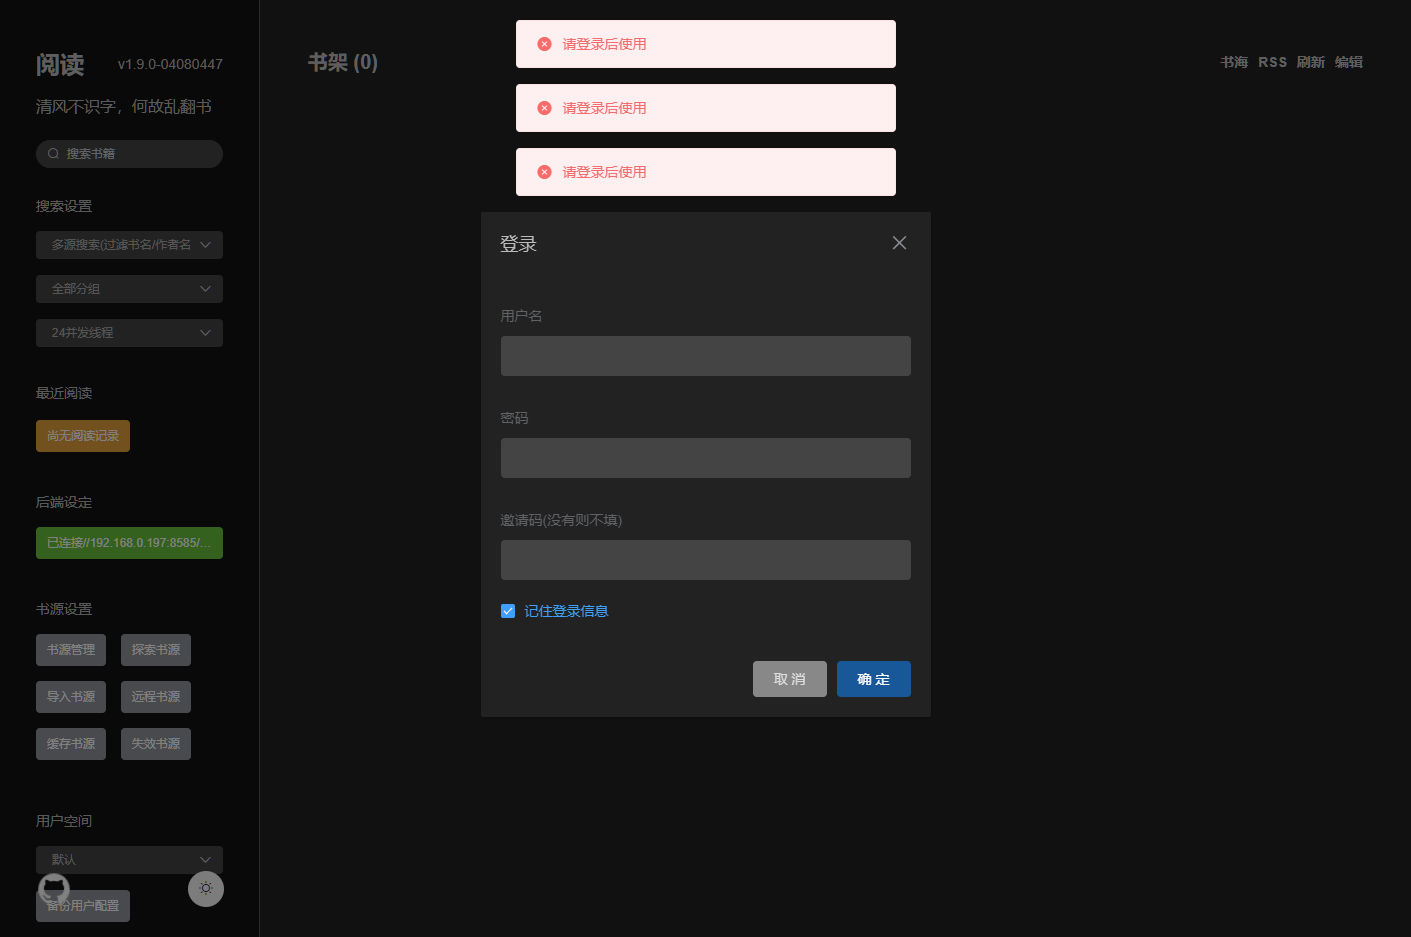 阅读
v1.9.0-04080447
清风不识字，何故乱翻书
搜索书籍
搜索设置
多源搜索(过滤书名/作者名
全部分组
24并发线程
最近阅读
尚无阅读记录
后端设定
已连接//192.168.0.197:8585/...
书源设置
书源管理
探索书源
导入书源
远程书源
缓存书源
失效书源
用户空间
默认
备份用户配置
书架 (0)
书海 RSS 刷新 编辑
请登录后使用
请登录后使用
请登录后使用
登录
用户名
密码
邀请码(没有则不填)
记住登录信息
取 消
确 定